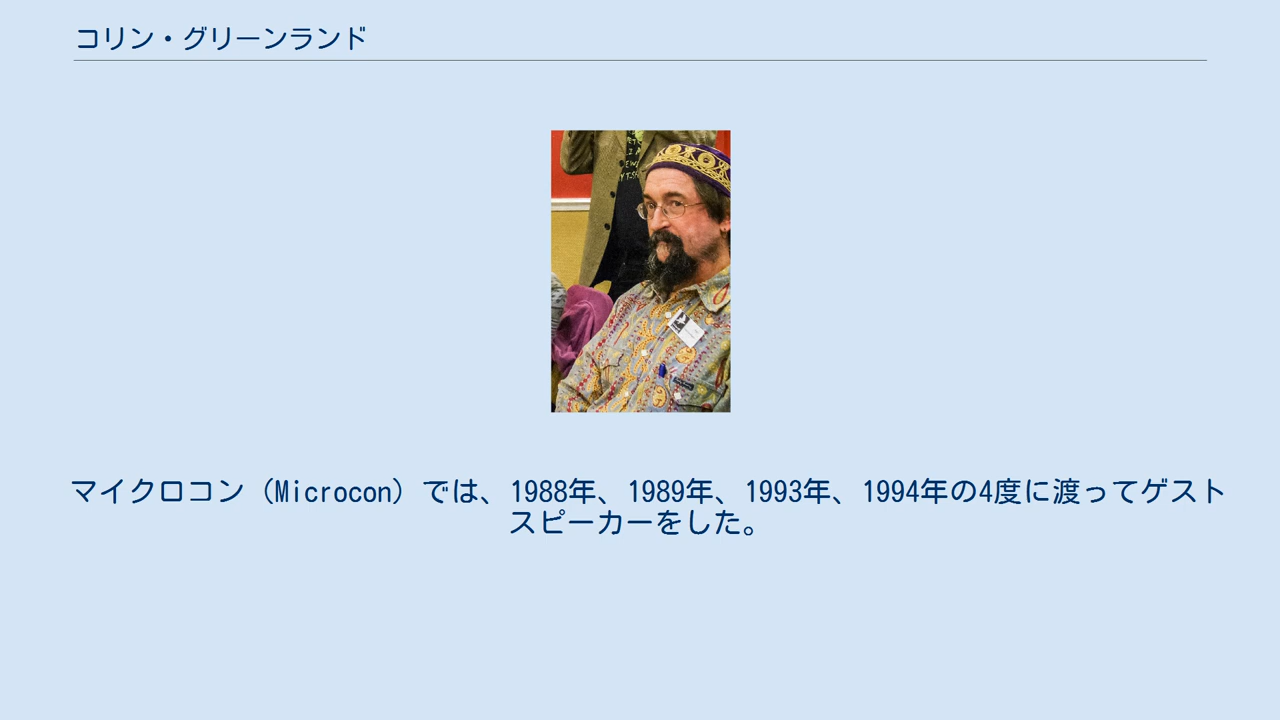 コリン・グリーンランド
マイクロコン（Microcon）では、1988年、1989年、1993年、1994年の4度に渡ってゲスト
スピーカーをした。